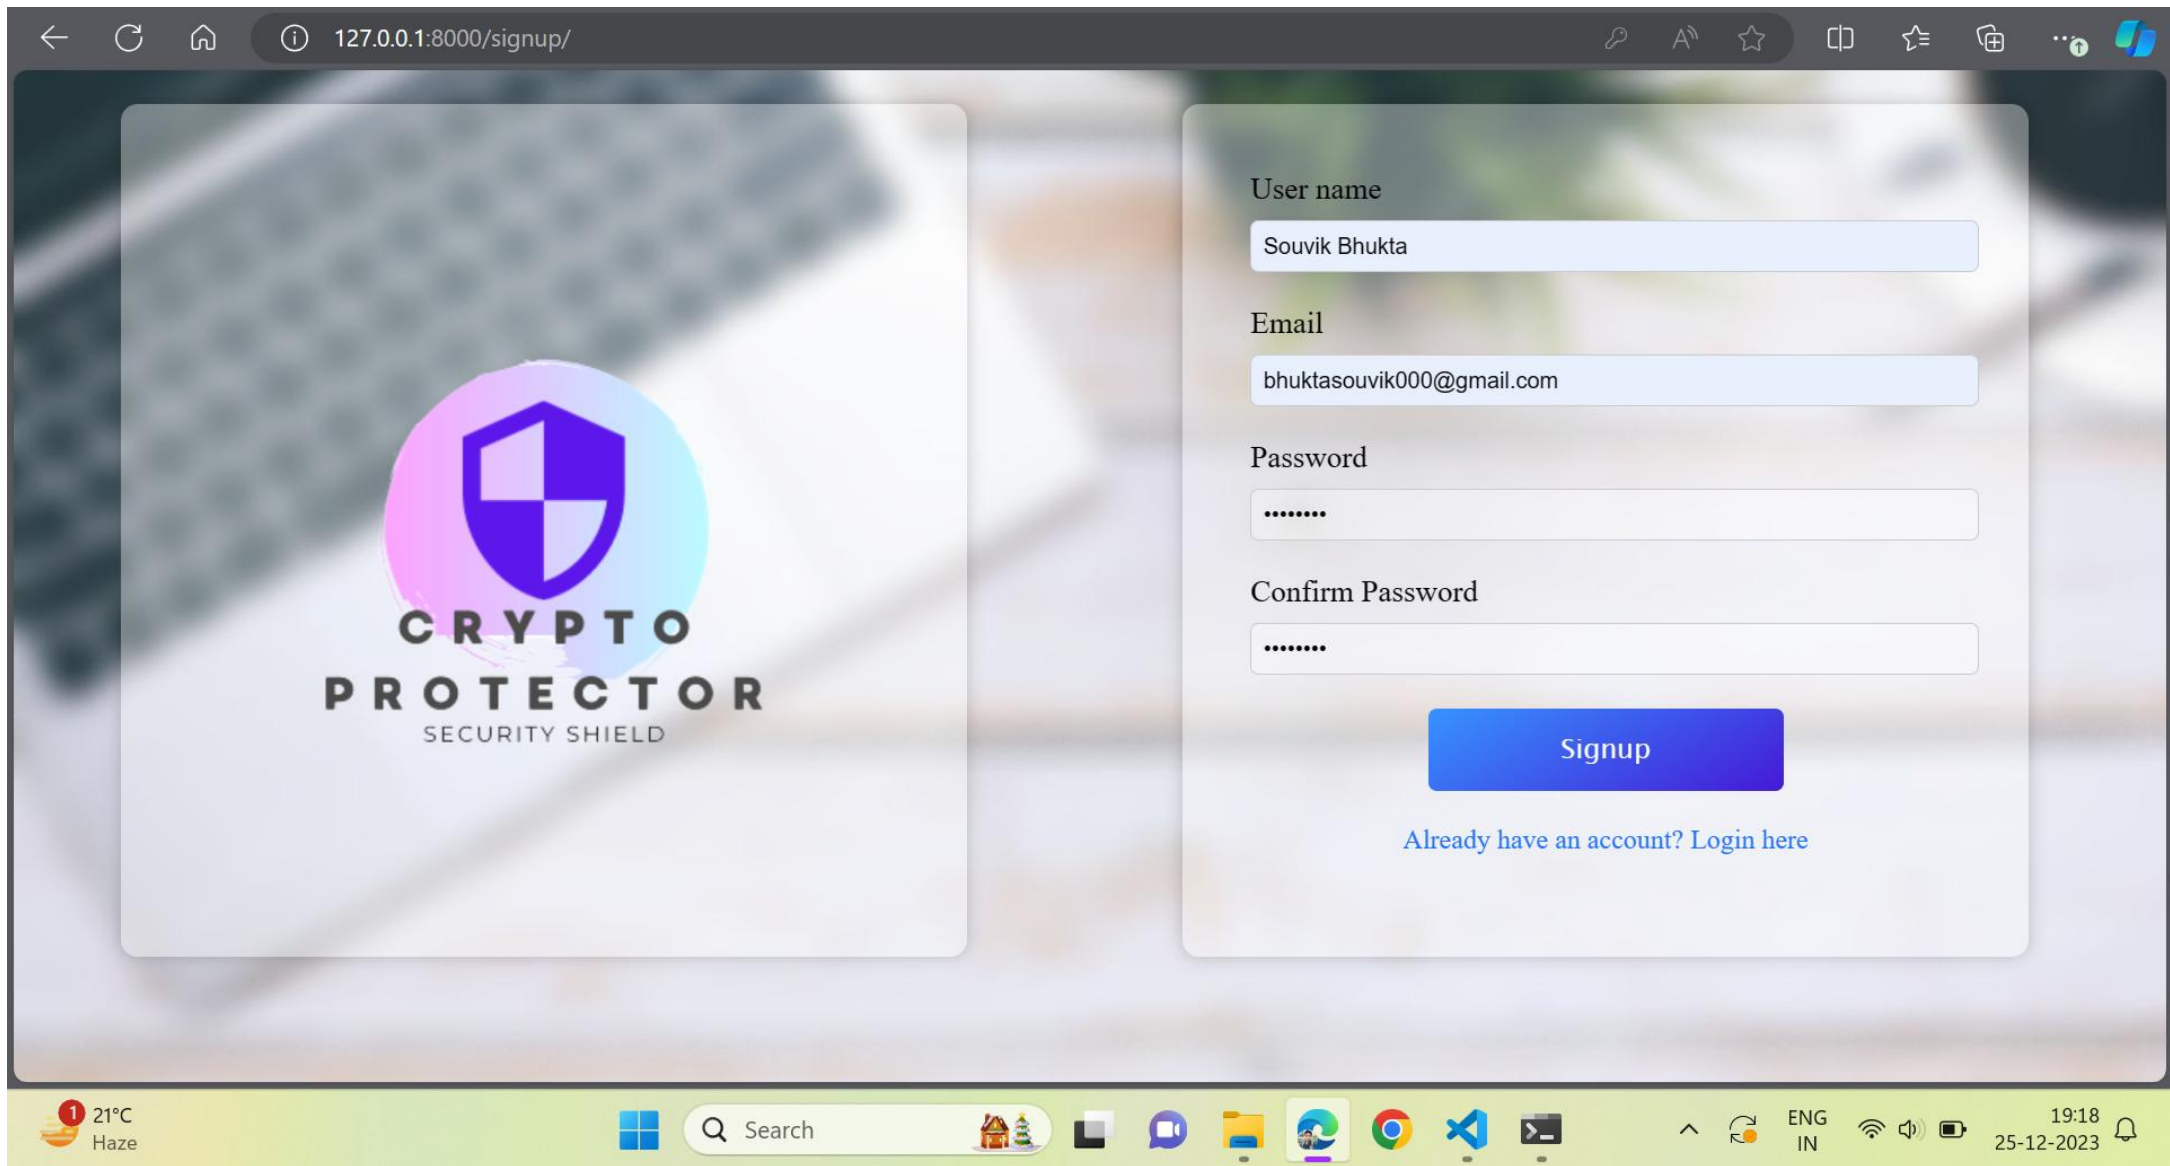 127.0.0.1:8000/signup/
CRYPTO
PROTECTOR
SECURITY SHIELD
User name
Souvik Bhukta
Email
bhuktasouvik000@gmail.com
Password
••••••••
Confirm Password
••••••••
Signup
Already have an account? Login here
1
21°C
Haze
Search
ENG
IN
19:18
25-12-2023